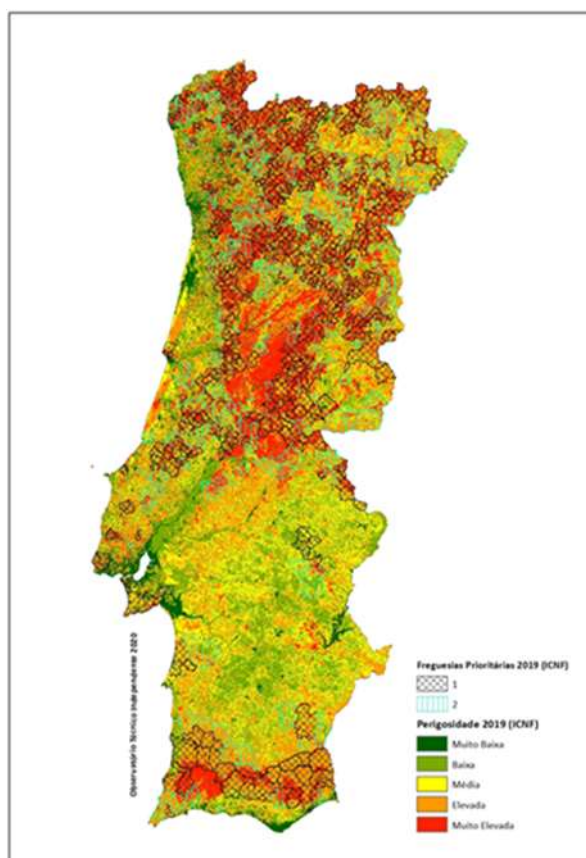 Observatório Técnico Independente 2020
Freguesias Prioritárias 2019 (ICNF)
1
2
Perigosidade 2019 (ICNF)
Muito Baixa
Baixa
Média
Elevada
Muito Elevada